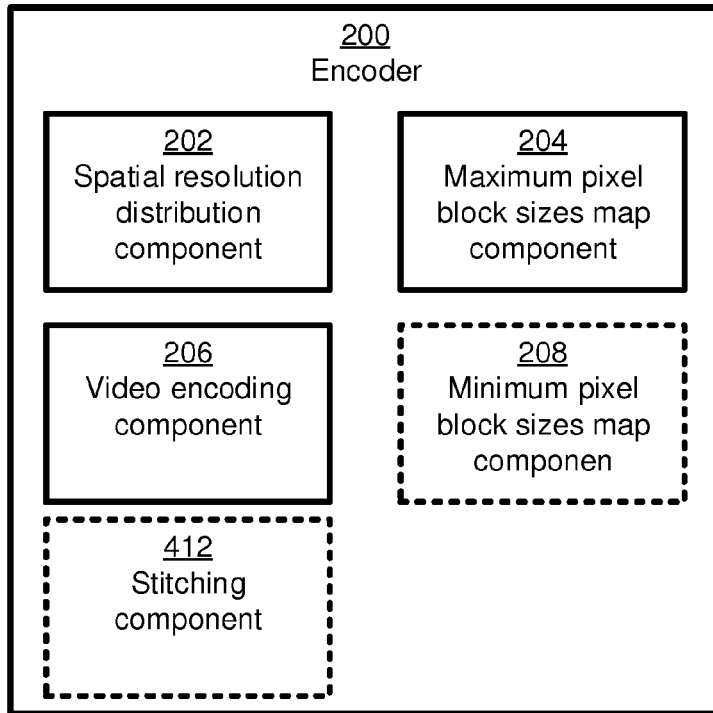 200
Encoder
202
Spatial resolution
distribution
component
204
Maximum pixel
block sizes map
component
206
Video encoding
component
208
Minimum pixel
block sizes map
componen
412
Stitching
component